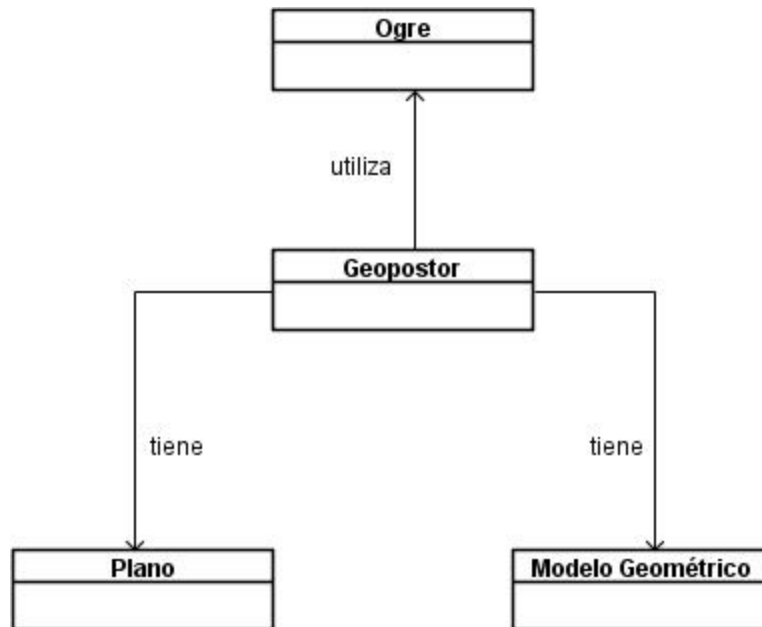 Ogre
utiliza
Geopostor
tiene
tiene
Plano
Modelo Geométrico